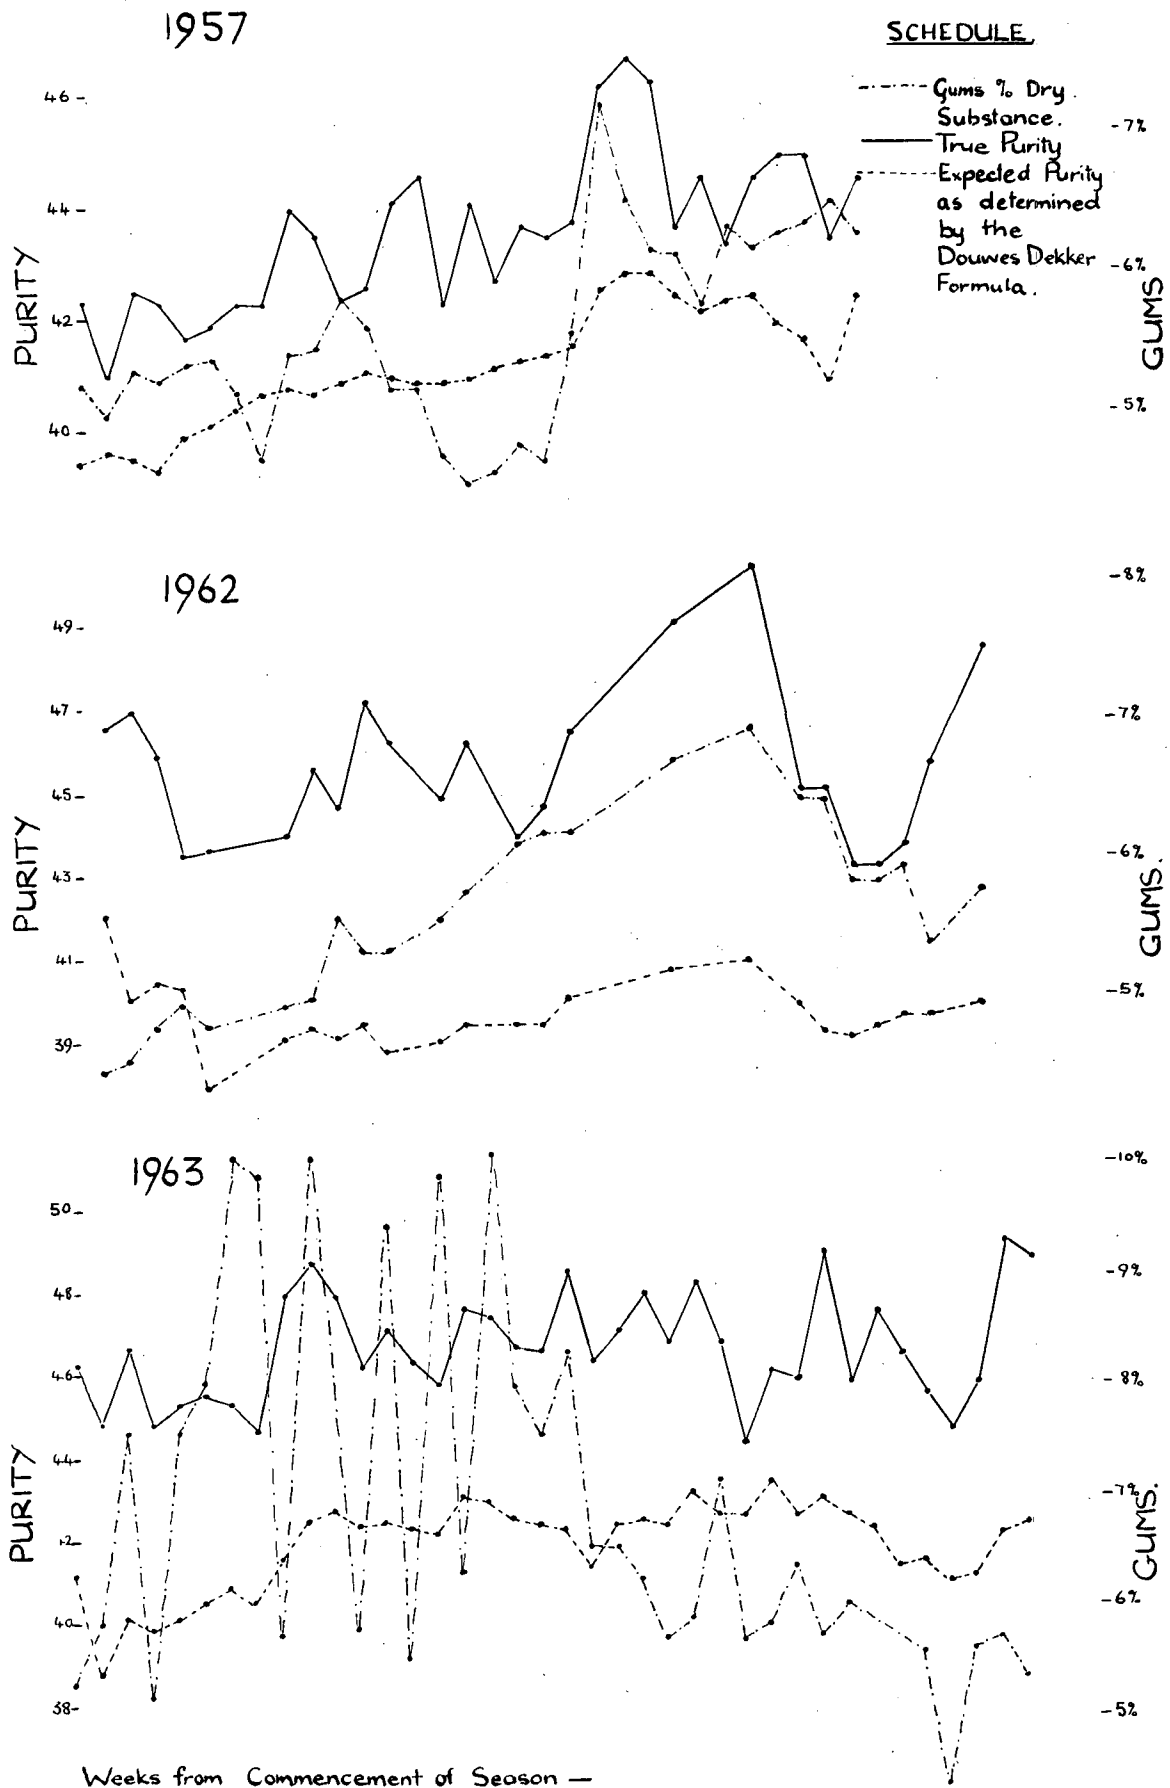 1957
SCHEDULE.
Gums % Dry
Substance.
True Purity
Expected Purity
as determined
by the
Douwes Dekker
Formula.
46
44
42
40
PURITY
7%
6%
5%
GUMS
1962
49
47
45
43
41
39
PURITY
8%
7%
6%
5%
GUMS.
1963
50
48
46
44
42
40
38
PURITY
10%
9%
8%
7%
6%
5%
GUMS.
Weeks from Commencement of Season —